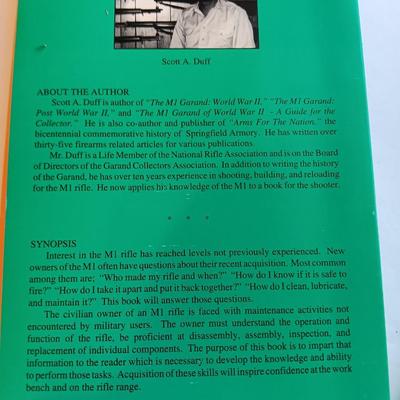 Scott A. Duff
ABOUT THE AUTHOR
Scott A. Duff is author of "The M1 Garand: World War II," "The M1 Garand:
Post World War II," and "The M1 Garand of World War II - A Guide for the
Collector." He is also co-author and publisher of "Arms For The Nation," the
bicentennial commemorative history of Springfield Armory. He has written over
thirty-five firearms related articles for various publications.
Mr. Duff is a Life Member of the National Rifle Association and is on the Board
of Directors of the Garand Collectors Association. In addition to writing the history
of the Garand, he has over ten years experience in shooting, building, and reloading
for the M1 rifle. He now applies his knowledge of the M1 to a book for the shooter.
* * *
SYNOPSIS
Interest in the M1 rifle has reached levels not previously experienced. New
owners of the M1 often have questions about their recent acquisition. Most common
among them are; "Who made my rifle and when?" "How do I know if it is safe to
fire?" "How do I take it apart and put it back together?" "How do I clean, lubricate,
and maintain it?" This book will answer those questions.
The civilian owner of an M1 rifle is faced with maintenance activities not
encountered by military users. The owner must understand the operation and
function of the rifle, be proficient at disassembly, assembly, inspection, and
replacement of individual components. The purpose of this book is to impart that
information to the reader which is necessary to develop the knowledge and ability
to perform those tasks. Acquisition of these skills will inspire confidence at the work
bench and on the rifle range.